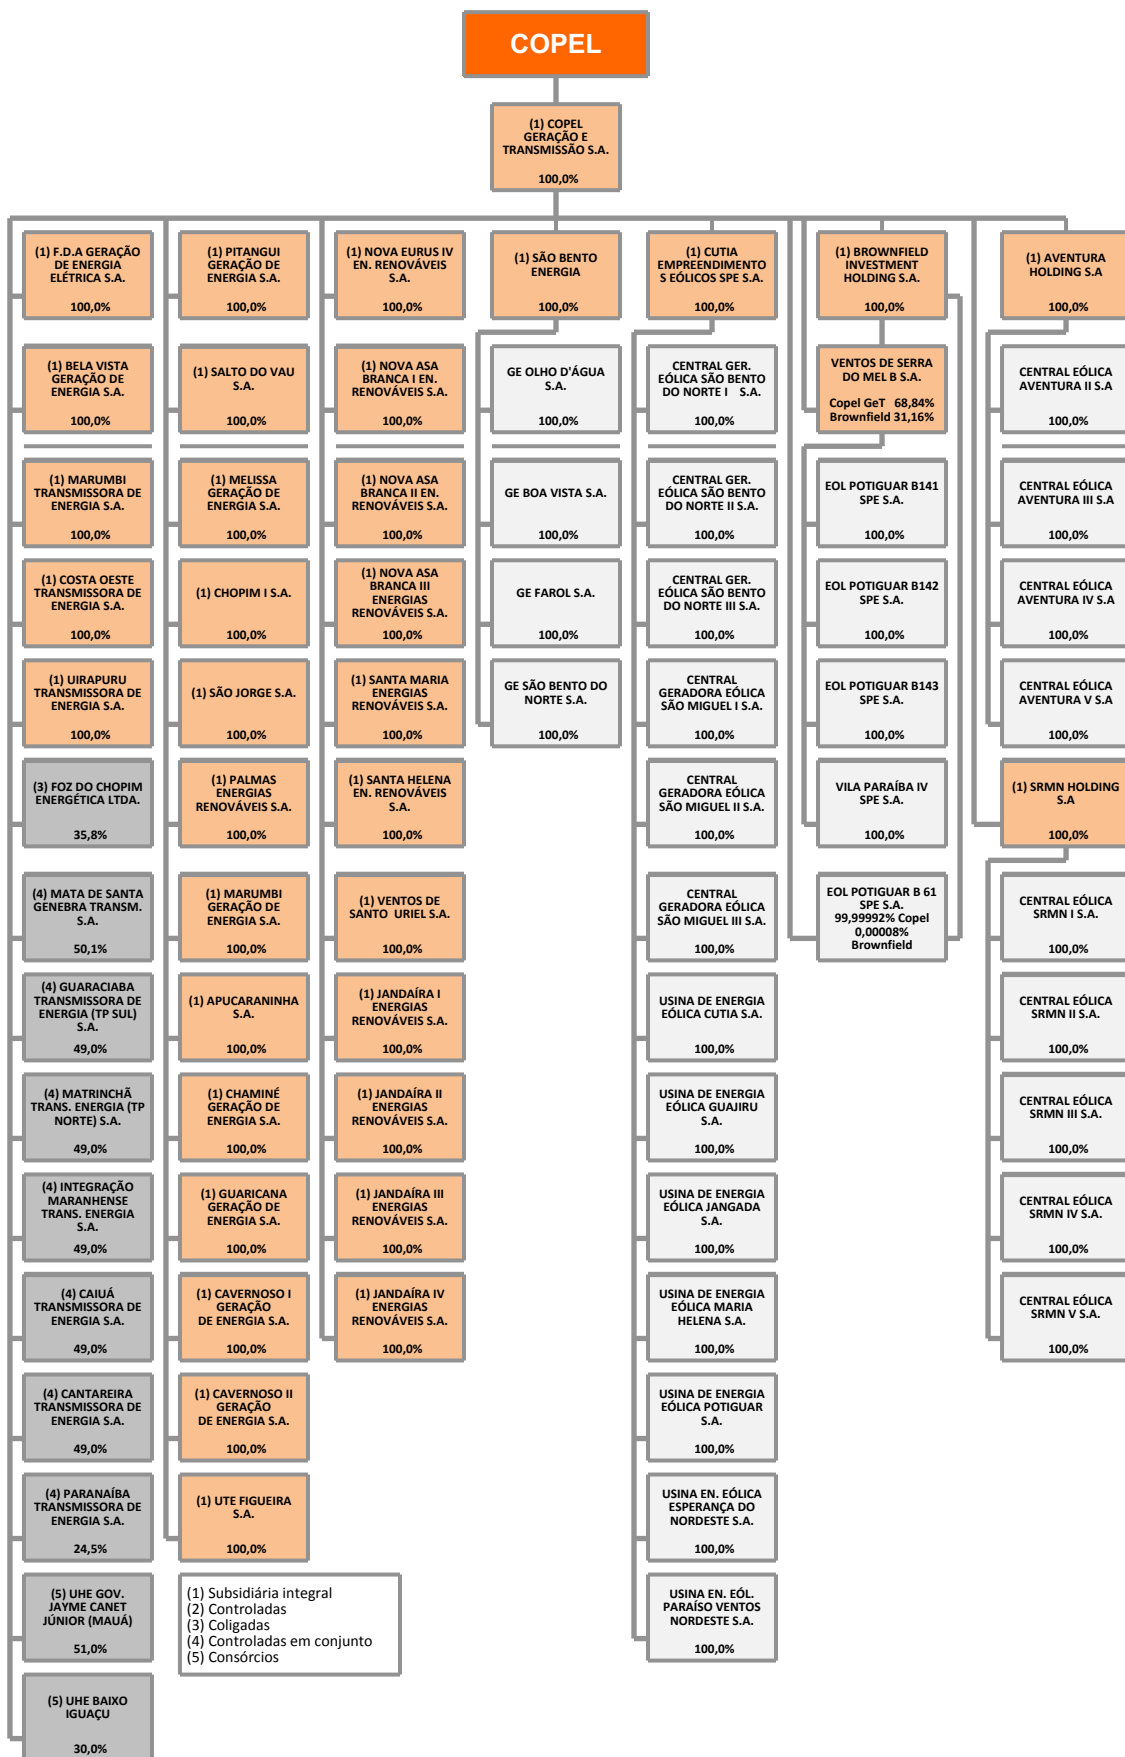 COPEL
(1) COPEL
GERAÇÃO E
TRANSMISSÃO S.A.
100,0%
(1) F.D.A GERAÇÃO
DE ENERGIA
ELÉTRICA S.A.
100,0%
(1) BELA VISTA
GERAÇÃO DE
ENERGIA S.A.
100,0%
(1) MARUMBI
TRANSMISSORA DE
ENERGIA S.A.
100,0%
(1) COSTA OESTE
TRANSMISSORA DE
ENERGIA S.A.
100,0%
(1) UIRAPURU
TRANSMISSORA DE
ENERGIA S.A.
100,0%
(3) FOZ DO CHOPIM
ENERGÉTICA LTDA.
35,8%
(4) MATA DE SANTA
GENEBRA TRANSM.
S.A.
50,1%
(4) GUARACIABA
TRANSMISSORA DE
ENERGIA (TP SUL)
S.A.
49,0%
(4) MATRINCHÃ
TRANS. ENERGIA (TP
NORTE) S.A.
49,0%
(4) INTEGRAÇÃO
MARANHENSE
TRANS. ENERGIA
S.A.
49,0%
(4) CAIUÁ
TRANSMISSORA DE
ENERGIA S.A.
49,0%
(4) CANTAREIRA
TRANSMISSORA DE
ENERGIA S.A.
49,0%
(4) PARANAÍBA
TRANSMISSORA DE
ENERGIA S.A.
24,5%
(5) UHE GOV.
JAYME CANET
JÚNIOR (MAUÁ)
51,0%
(5) UHE BAIXO
IGUAÇU
30,0%
(1) PITANGUI
GERAÇÃO DE
ENERGIA S.A.
100,0%
(1) SALTO DO VAU
S.A.
100,0%
(1) MELISSA
GERAÇÃO DE
ENERGIA S.A.
100,0%
(1) CHOPIM I S.A.
100,0%
(1) SÃO JORGE S.A.
100,0%
(1) PALMAS
ENERGIAS
RENOVÁVEIS S.A.
100,0%
(1) MARUMBI
GERAÇÃO DE
ENERGIA S.A.
100,0%
(1) APUCARANINHA
S.A.
100,0%
(1) CHAMINÉ
GERAÇÃO DE
ENERGIA S.A.
100,0%
(1) GUARICANA
GERAÇÃO DE
ENERGIA S.A.
100,0%
(1) CAVERNOSO I
GERAÇÃO
DE ENERGIA S.A.
100,0%
(1) CAVERNOSO II
GERAÇÃO
DE ENERGIA S.A.
100,0%
(1) UTE FIGUEIRA
S.A.
100,0%
(1) Subsidiária integral
(2) Controladas
(3) Coligadas
(4) Controladas em conjunto
(5) Consórcios
(1) NOVA EURUS IV
EN. RENOVÁVEIS
S.A.
100,0%
(1) NOVA ASA
BRANCA I EN.
RENOVÁVEIS S.A.
100,0%
(1) NOVA ASA
BRANCA II EN.
RENOVÁVEIS S.A.
100,0%
(1) NOVA ASA
BRANCA III
ENERGIAS
RENOVÁVEIS S.A.
100,0%
(1) SANTA MARIA
ENERGIAS
RENOVÁVEIS S.A.
100,0%
(1) SANTA HELENA
EN. RENOVÁVEIS
S.A.
100,0%
(1) VENTOS DE
SANTO URIEL S.A.
100,0%
(1) JANDAÍRA I
ENERGIAS
RENOVÁVEIS S.A.
100,0%
(1) JANDAÍRA II
ENERGIAS
RENOVÁVEIS S.A.
100,0%
(1) JANDAÍRA III
ENERGIAS
RENOVÁVEIS S.A.
100,0%
(1) JANDAÍRA IV
ENERGIAS
RENOVÁVEIS S.A.
100,0%
(1) SÃO BENTO
ENERGIA
100,0%
GE OLHO D'ÁGUA
S.A.
100,0%
GE BOA VISTA S.A.
100,0%
GE FAROL S.A.
100,0%
GE SÃO BENTO DO
NORTE S.A.
100,0%
(1) CUTIA
EMPREENDIMENTO
S EÓLICOS SPE S.A.
100,0%
CENTRAL GER.
EÓLICA SÃO BENTO
DO NORTE I S.A.
100,0%
CENTRAL GER.
EÓLICA SÃO BENTO
DO NORTE II S.A.
100,0%
CENTRAL GER.
EÓLICA SÃO BENTO
DO NORTE III S.A.
100,0%
CENTRAL
GERADORA EÓLICA
SÃO MIGUEL I S.A.
100,0%
CENTRAL
GERADORA EÓLICA
SÃO MIGUEL II S.A.
100,0%
CENTRAL
GERADORA EÓLICA
SÃO MIGUEL III S.A.
100,0%
USINA DE ENERGIA
EÓLICA CUTIA S.A.
100,0%
USINA DE ENERGIA
EÓLICA GUAJIRU
S.A.
100,0%
USINA DE ENERGIA
EÓLICA JANGADA
S.A.
100,0%
USINA DE ENERGIA
EÓLICA MARIA
HELENA S.A.
100,0%
USINA DE ENERGIA
EÓLICA POTIGUAR
S.A.
100,0%
USINA EN. EÓLICA
ESPERANÇA DO
NORDESTE S.A.
100,0%
USINA EN. EÓL.
PARAÍSO VENTOS
NORDESTE S.A.
100,0%
(1) BROWNFIELD
INVESTMENT
HOLDING S.A.
100,0%
VENTOS DE SERRA
DO MEL B S.A.
Copel GeT 68,84%
Brownfield 31,16%
EOL POTIGUAR B141
SPE S.A.
100,0%
EOL POTIGUAR B142
SPE S.A.
100,0%
EOL POTIGUAR B143
SPE S.A.
100,0%
VILA PARAÍBA IV
SPE S.A.
100,0%
EOL POTIGUAR B 61
SPE S.A.
99,99992% Copel
0,00008%
Brownfield
(1) AVENTURA
HOLDING S.A
100,0%
CENTRAL EÓLICA
AVENTURA II S.A
100,0%
CENTRAL EÓLICA
AVENTURA III S.A
100,0%
CENTRAL EÓLICA
AVENTURA IV S.A
100,0%
CENTRAL EÓLICA
AVENTURA V S.A
100,0%
(1) SRMN HOLDING
S.A
100,0%
CENTRAL EÓLICA
SRMN I S.A.
100,0%
CENTRAL EÓLICA
SRMN II S.A.
100,0%
CENTRAL EÓLICA
SRMN III S.A.
100,0%
CENTRAL EÓLICA
SRMN IV S.A.
100,0%
CENTRAL EÓLICA
SRMN V S.A.
100,0%